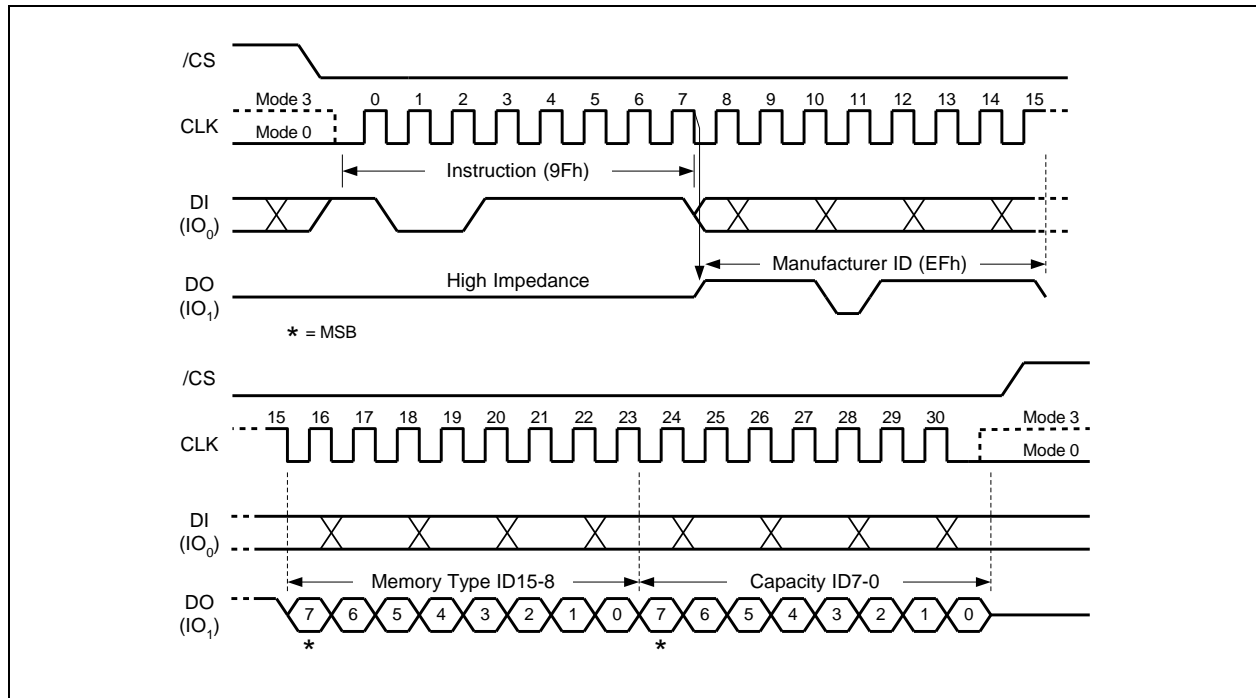 /CS
Mode 3 0 1 2 3 4 5 6 7 8 9 10 11 12 13 14 15
CLK
Mode 0
Instruction (9Fh)
DI
(IO0)
Manufacturer ID (EFh)
DO
(IO1)
High Impedance
* = MSB
/CS
15 16 17 18 19 20 21 22 23 24 25 26 27 28 29 30 Mode 3
CLK
Mode 0
DI
(IO0)
Memory Type ID15-8 Capacity ID7-0
DO
(IO1)
7 6 5 4 3 2 1 0 7 6 5 4 3 2 1 0
* *